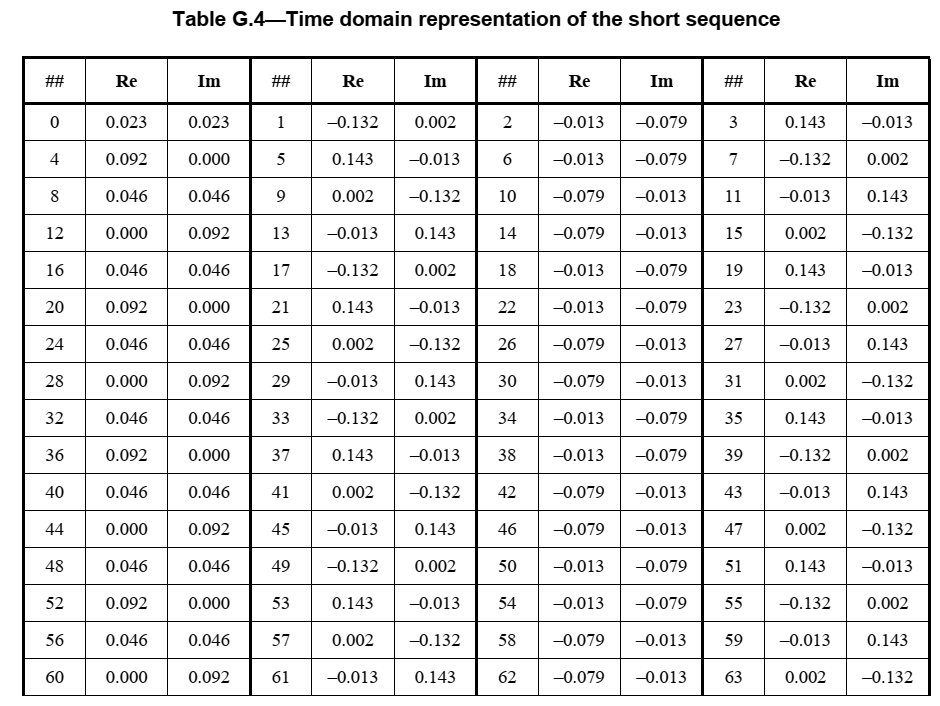 Table G.4—Time domain representation of the short sequence
## Re Im ## Re Im ## Re Im ## Re Im
0 0.023 0.023 1 –0.132 0.002 2 –0.013 –0.079 3 0.143 –0.013
4 0.092 0.000 5 0.143 –0.013 6 –0.013 –0.079 7 –0.132 0.002
8 0.046 0.046 9 0.002 –0.132 10 –0.079 –0.013 11 –0.013 0.143
12 0.000 0.092 13 –0.013 0.143 14 –0.079 –0.013 15 0.002 –0.132
16 0.046 0.046 17 –0.132 0.002 18 –0.013 –0.079 19 0.143 –0.013
20 0.092 0.000 21 0.143 –0.013 22 –0.013 –0.079 23 –0.132 0.002
24 0.046 0.046 25 0.002 –0.132 26 –0.079 –0.013 27 –0.013 0.143
28 0.000 0.092 29 –0.013 0.143 30 –0.079 –0.013 31 0.002 –0.132
32 0.046 0.046 33 –0.132 0.002 34 –0.013 –0.079 35 0.143 –0.013
36 0.092 0.000 37 0.143 –0.013 38 –0.013 –0.079 39 –0.132 0.002
40 0.046 0.046 41 0.002 –0.132 42 –0.079 –0.013 43 –0.013 0.143
44 0.000 0.092 45 –0.013 0.143 46 –0.079 –0.013 47 0.002 –0.132
48 0.046 0.046 49 –0.132 0.002 50 –0.013 –0.079 51 0.143 –0.013
52 0.092 0.000 53 0.143 –0.013 54 –0.013 –0.079 55 –0.132 0.002
56 0.046 0.046 57 0.002 –0.132 58 –0.079 –0.013 59 –0.013 0.143
60 0.000 0.092 61 –0.013 0.143 62 –0.079 –0.013 63 0.002 –0.132